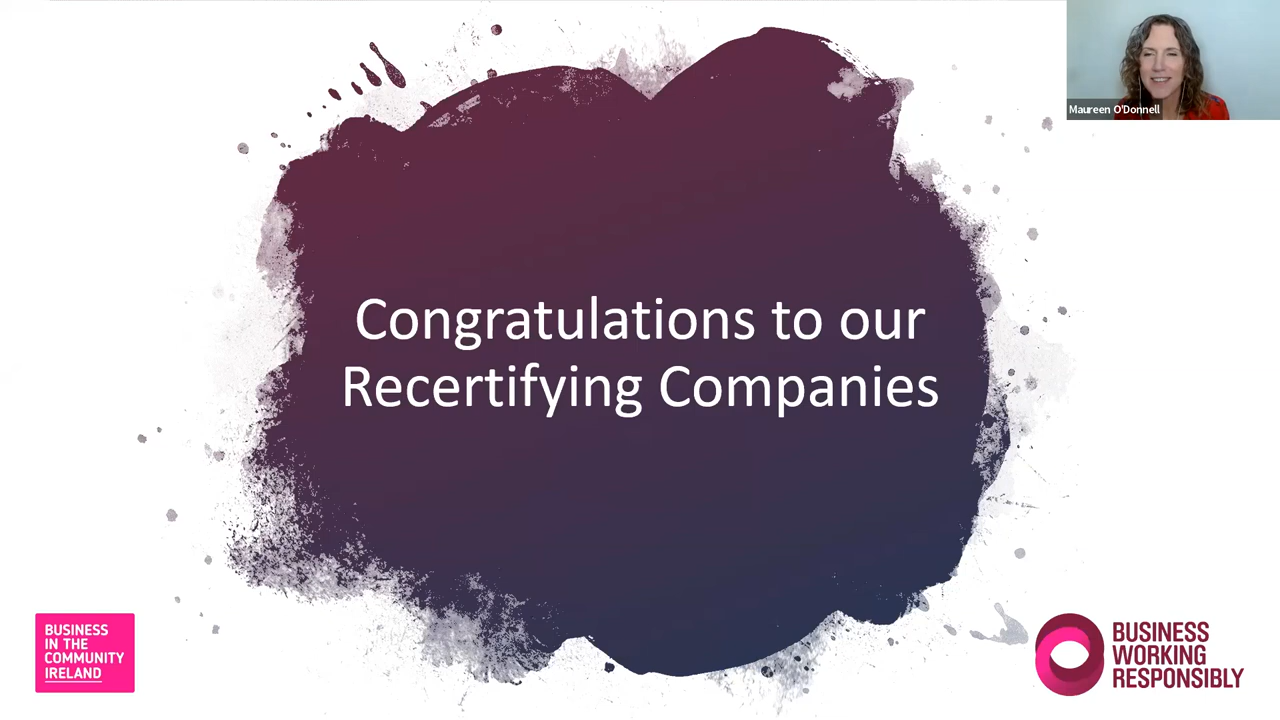 Maureen O'Donnell
Congratulations to our
Recertifying Companies
BUSINESS
IN THE
COMMUNITY
IRELAND
BUSINESS
WORKING
RESPONSIBLY